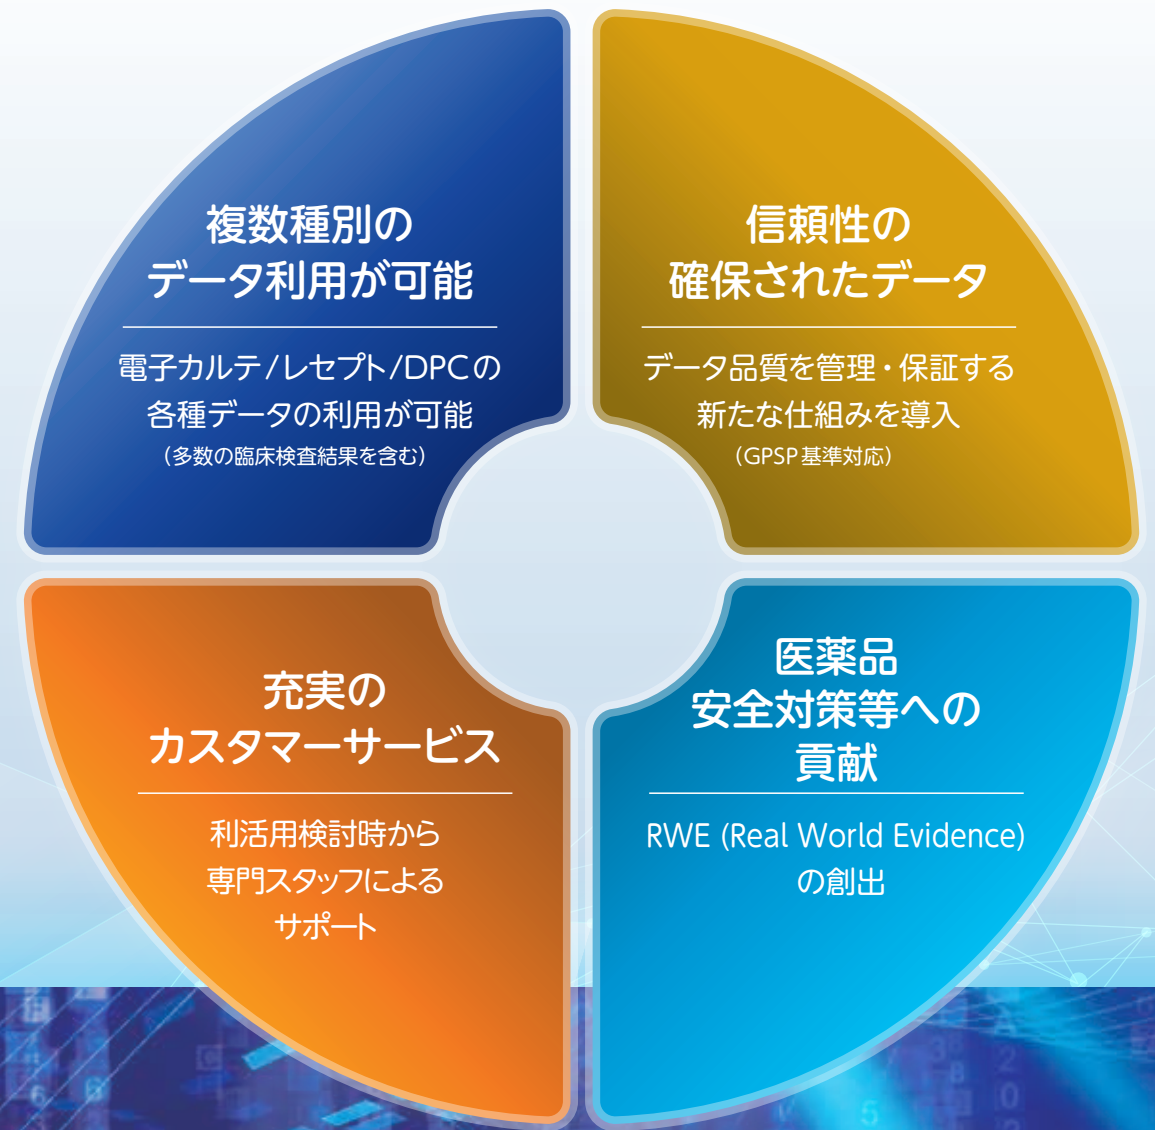 複数種別の
データ利用が可能
電子カルテ/レセプト/DPCの
各種データの利用が可能
(多数の臨床検査結果を含む)
信頼性の
確保されたデータ
データ品質を管理・保証する
新たな仕組みを導入
(GPSP基準対応)
充実の
カスタマーサービス
利活用検討時から
専門スタッフによる
サポート
医薬品
安全対策等への
貢献
RWE (Real World Evidence)
の創出